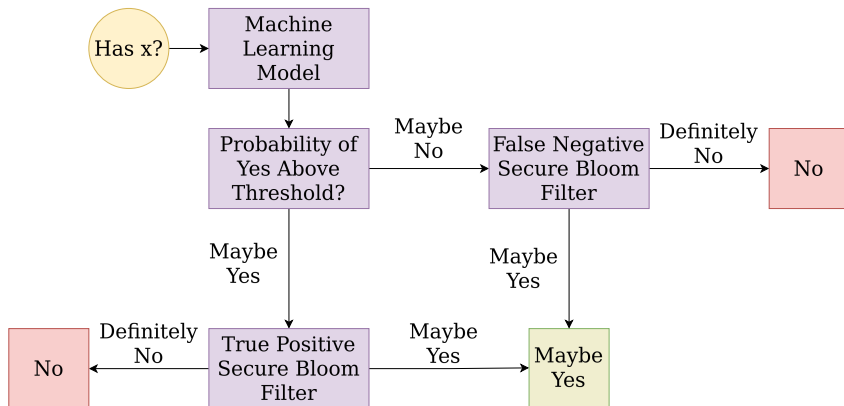 Has x?
Machine
Learning
Model
Probability of
Yes Above
Threshold?
Maybe
No
False Negative
Secure Bloom
Filter
Definitely
No
No
Maybe
Yes
Maybe
Yes
No
Definitely
No
True Positive
Secure Bloom
Filter
Maybe
Yes
Maybe
Yes